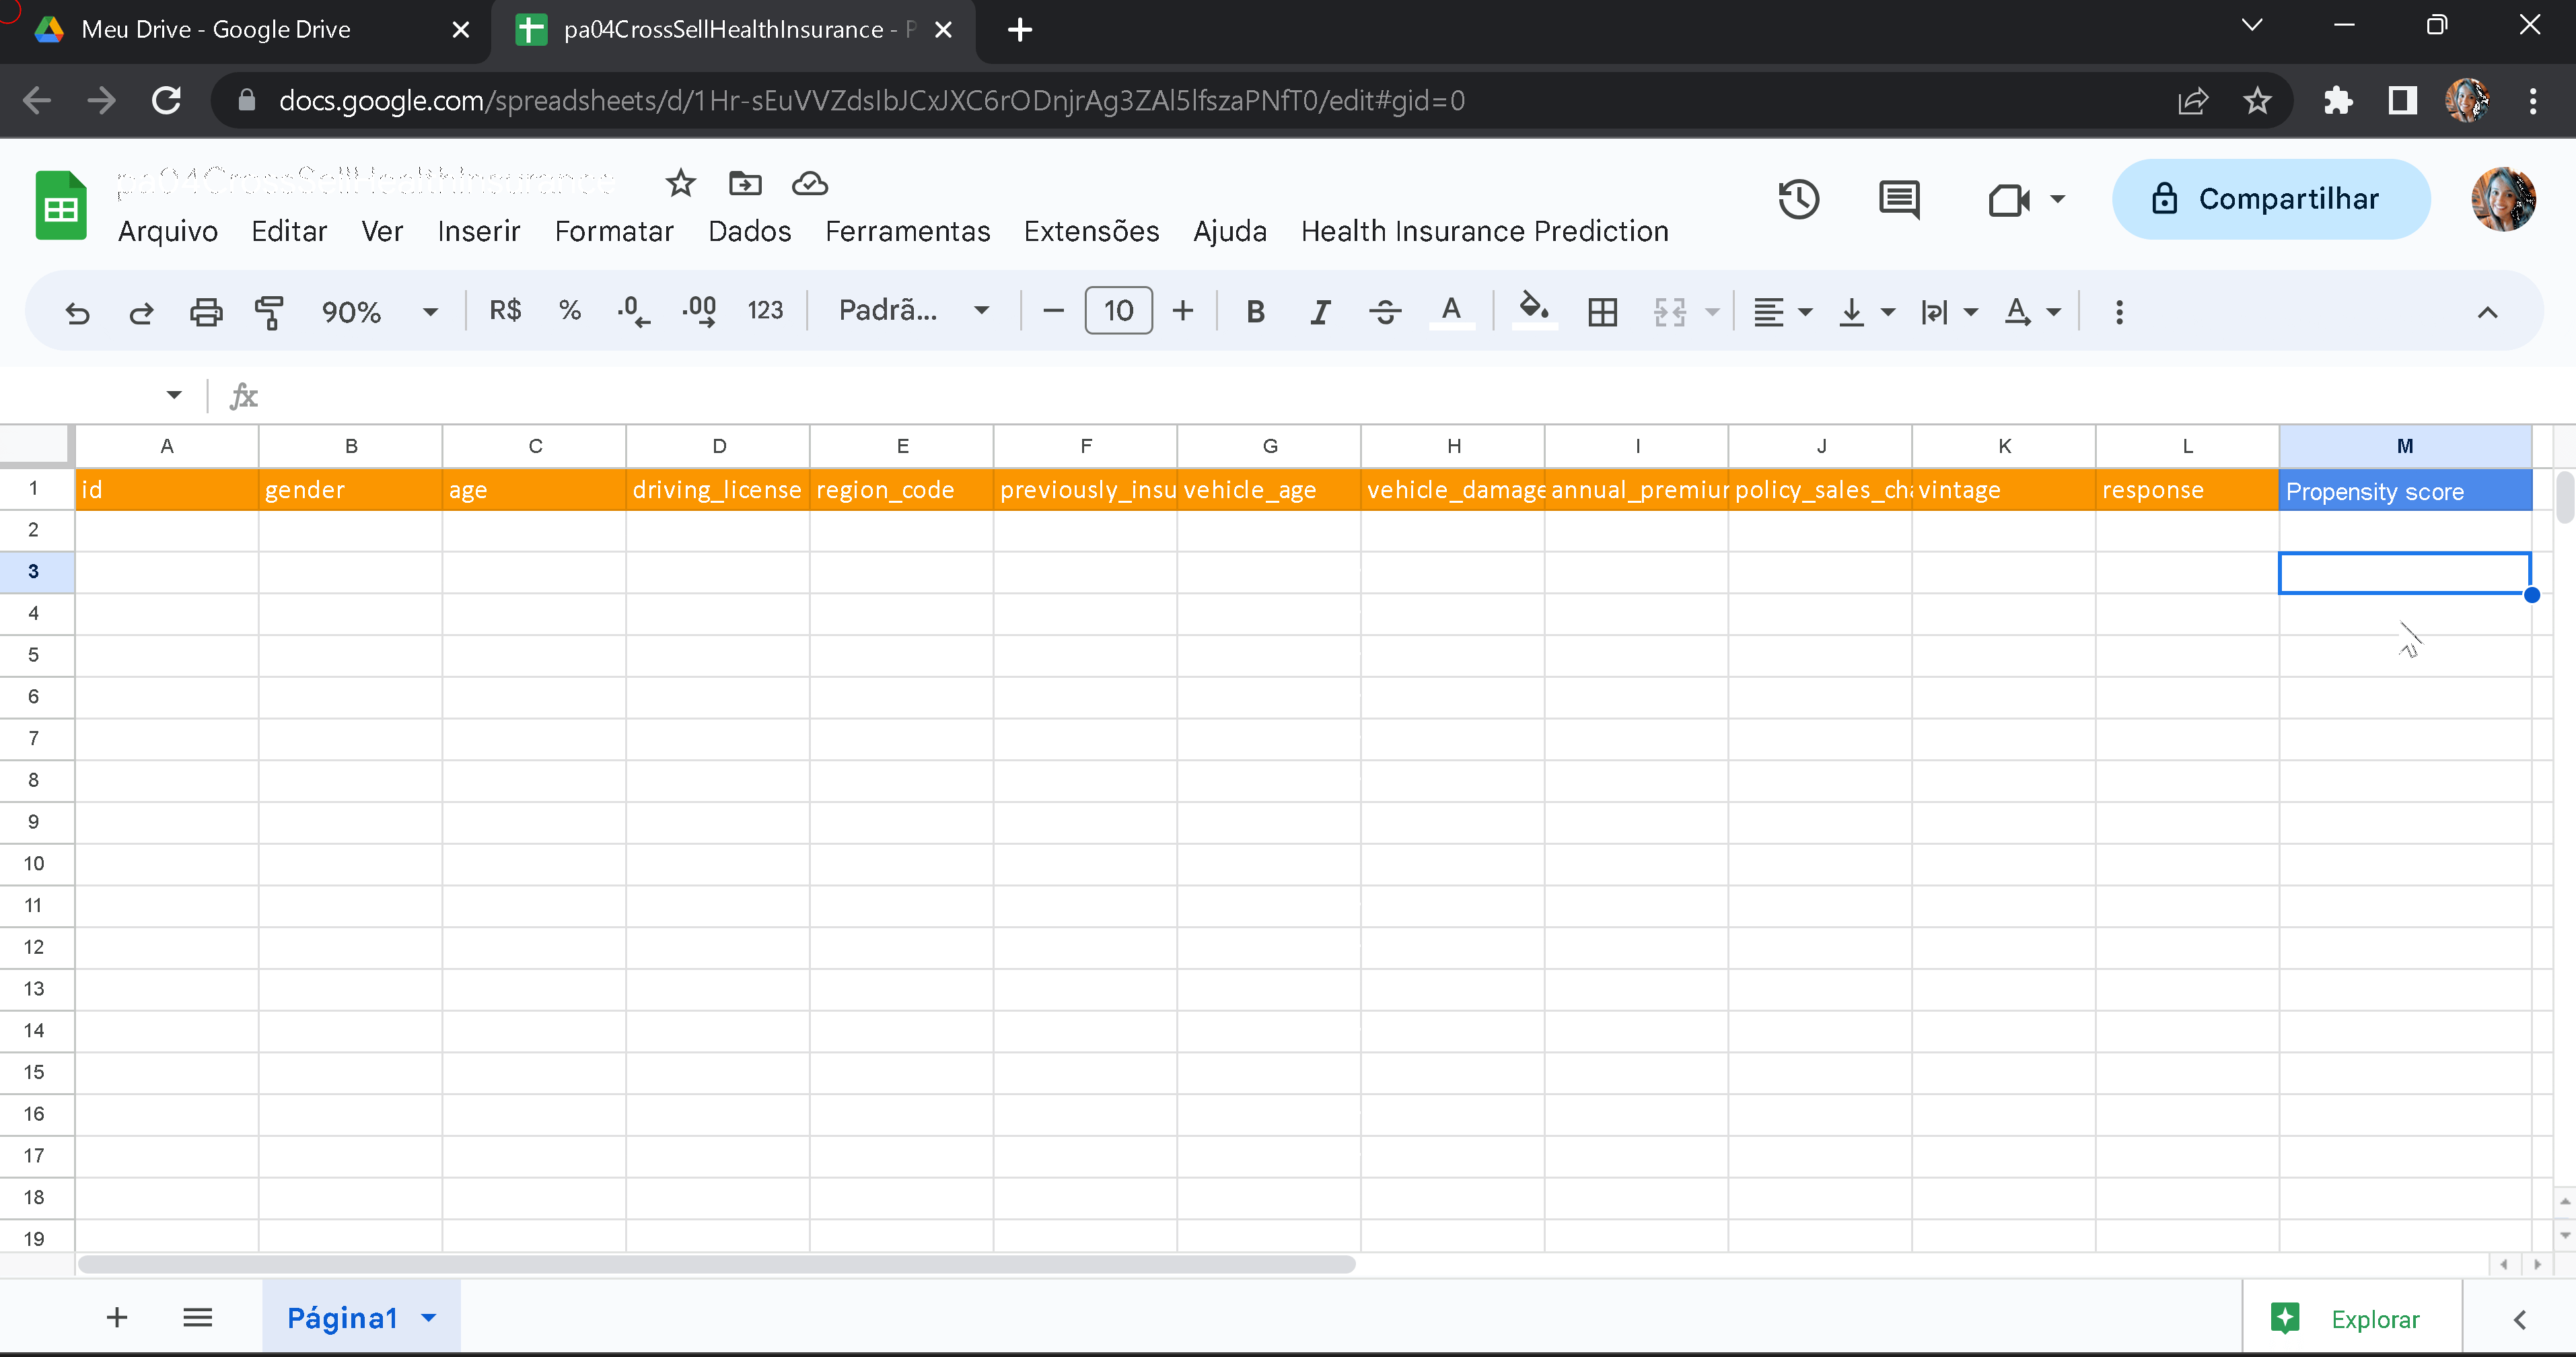 Meu Drive - Google Drive
pa04CrossSellHealthInsurance - P
docs.google.com/spreadsheets/d/1Hr-sEuVVZdsIbJCxJXC6rODnjrAg3ZAl5lfszaPNfT0/edit#gid=0
pa04CrossSellHealthInsurance
Arquivo Editar Ver Inserir Formatar Dados Ferramentas Extensões Ajuda Health Insurance Prediction
Compartilhar
90% R$ % .0 .00 123 Padrã... 10 B I S A A
fx
A B C D E F G H I J K L M
1 id gender age driving_license region_code previously_insu vehicle_age vehicle_damage annual_premiur policy_sales_cha vintage response Propensity score
2
3
4
5
6
7
8
9
10
11
12
13
14
15
16
17
18
19
Página1
Explorar